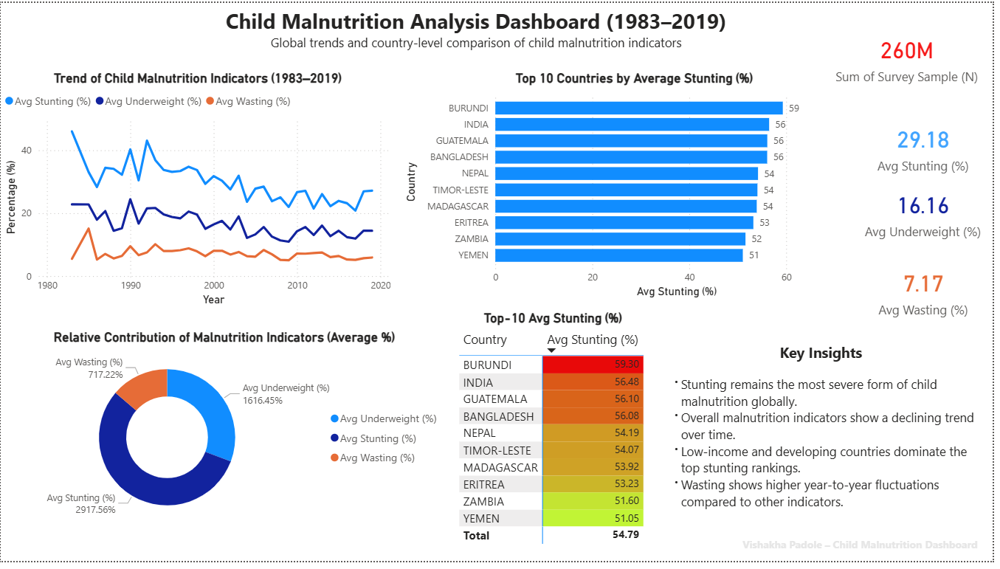 Child Malnutrition Analysis Dashboard (1983–2019)
Global trends and country-level comparison of child malnutrition indicators
260M
Sum of Survey Sample (N)
29.18
Avg Stunting (%)
16.16
Avg Underweight (%)
7.17
Avg Wasting (%)
Trend of Child Malnutrition Indicators (1983–2019)
Avg Stunting (%) Avg Underweight (%) Avg Wasting (%)
Percentage (%)
40
20
0
1980 1990 2000 2010 2020
Year
Top 10 Countries by Average Stunting (%)
Country
BURUNDI 59
INDIA 56
GUATEMALA 56
BANGLADESH 56
NEPAL 54
TIMOR-LESTE 54
MADAGASCAR 54
ERITREA 53
ZAMBIA 52
YEMEN 51
0 20 40 60
Avg Stunting (%)
Relative Contribution of Malnutrition Indicators (Average %)
Avg Wasting (%)
717.22%
Avg Underweight (%)
1616.45%
Avg Stunting (%)
2917.56%
Avg Underweight (%)
Avg Stunting (%)
Avg Wasting (%)
Top-10 Avg Stunting (%)
Country Avg Stunting (%)
BURUNDI 59.30
INDIA 56.48
GUATEMALA 56.10
BANGLADESH 56.08
NEPAL 54.19
TIMOR-LESTE 54.07
MADAGASCAR 53.92
ERITREA 53.23
ZAMBIA 51.60
YEMEN 51.05
Total 54.79
Key Insights
• Stunting remains the most severe form of child
malnutrition globally.
• Overall malnutrition indicators show a declining trend
over time.
• Low-income and developing countries dominate the
top stunting rankings.
• Wasting shows higher year-to-year fluctuations
compared to other indicators.
Vishakha Padole – Child Malnutrition Dashboard